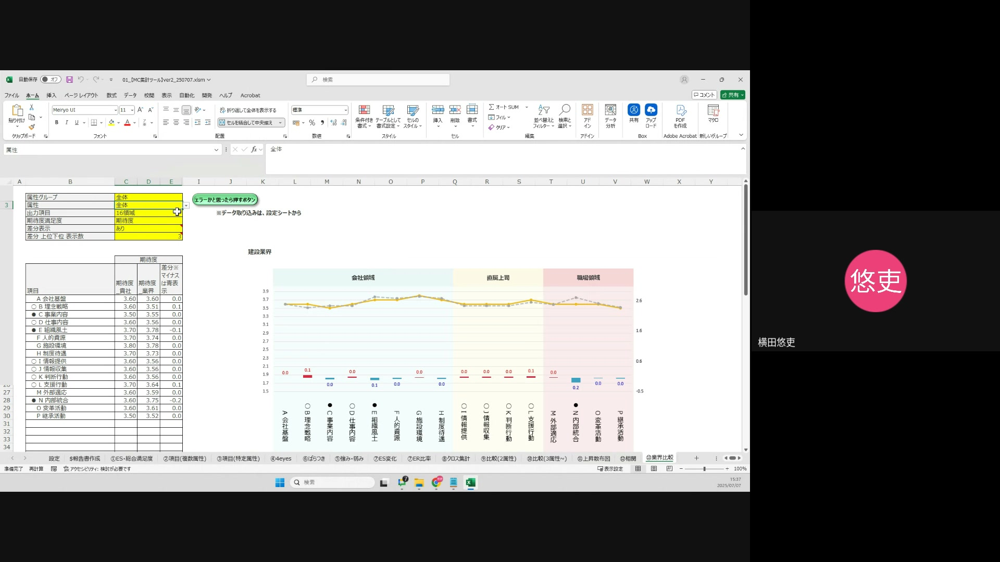 自動保存 オフ 01_【MC集計ツール】ver2_250707.xlsm 検索
ファイル ホーム 挿入 ページ レイアウト 数式 データ 校閲 表示 自動化 開発 ヘルプ Acrobat コメント 共有
貼り付け Meiryo UI 11 折り返して全体を表示する 標準 条件付き書式 テーブルとして書式設定 セルのスタイル 挿入 削除 書式 オート SUM フィル クリア 並べ替えとフィルター 検索と選択 アドイン データ分析 共有 アップロード PDFを作成 マクロ
B I U A セルを結合して中央揃え
クリップボード フォント 配置 数値 スタイル セル 編集 アドイン Box Adobe Acrobat 新しいグループ
属性 fx 全体
A B C D E I J K L M N O P Q R S T U V W X Y
属性グループ 全体 エラーかと思ったら押すボタン
3 属性 全体
出力項目 16領域 ※データ取り込みは、設定シートから
期待度満足度 期待度
差分表示 あり
差分 上位下位 表示数 3
建設業界
期待度
項目 期待度_貴社 期待度_業界 差分※マイナスは青表示
A 会社基盤 3.60 3.60 0.0
○ B 理念戦略 3.60 3.51 0.1
● C 事業内容 3.50 3.55 0.0
○ D 仕事内容 3.60 3.56 0.0
● E 組織風土 3.70 3.78 -0.1
F 人的資源 3.70 3.74 0.0
G 施設環境 3.80 3.78 0.0
H 制度待遇 3.70 3.73 0.0
○ I 情報提供 3.60 3.56 0.0
○ J 情報収集 3.60 3.56 0.0
○ K 判断行動 3.60 3.56 0.0
○ L 支援行動 3.70 3.64 0.1
27 M 外部適応 3.60 3.59 0.0
28 ● N 内部統合 3.60 3.75 -0.2
29 O 変革活動 3.60 3.61 0.0
30 P 継承活動 3.50 3.52 0.0
31
32
33
34
会社領域 直属上司 職場領域
3.9
3.7
3.5
3.3
3.1
2.9
2.7
2.5
2.3
2.1
1.9
1.7
1.5
2.6
1.6
0.6
-0.5
0.0 0.1 0.0 0.0 0.0 0.0 0.0 0.1 0.0
0.0 0.1 0.0 0.0 0.2 0.0 0.0
A 会社基盤
○B 理念戦略
●C 事業内容
○D 仕事内容
●E 組織風土
F 人的資源
G 施設環境
H 制度待遇
○I 情報提供
○J 情報収集
○K 判断行動
○L 支援行動
M 外部適応
●N 内部統合
O 変革活動
P 継承活動
設定 $報告書作成 ①ES・総合満足度 ②項目(複数属性) ③項目(特定属性) ④4eyes ⑥ばらつき ⑤強み・弱み ⑦ES変化 ⑦ER比率 ⑧クロス集計 ⑨比較(2属性) ⑩比較(3属性~) ⑪上昇散布図 ⑫相関 ⑬業界比較
準備完了 再計算 アクセシビリティ: 検討が必要です 表示設定 100%
検索 7 15:37
2025/07/07
悠吏
横田悠吏